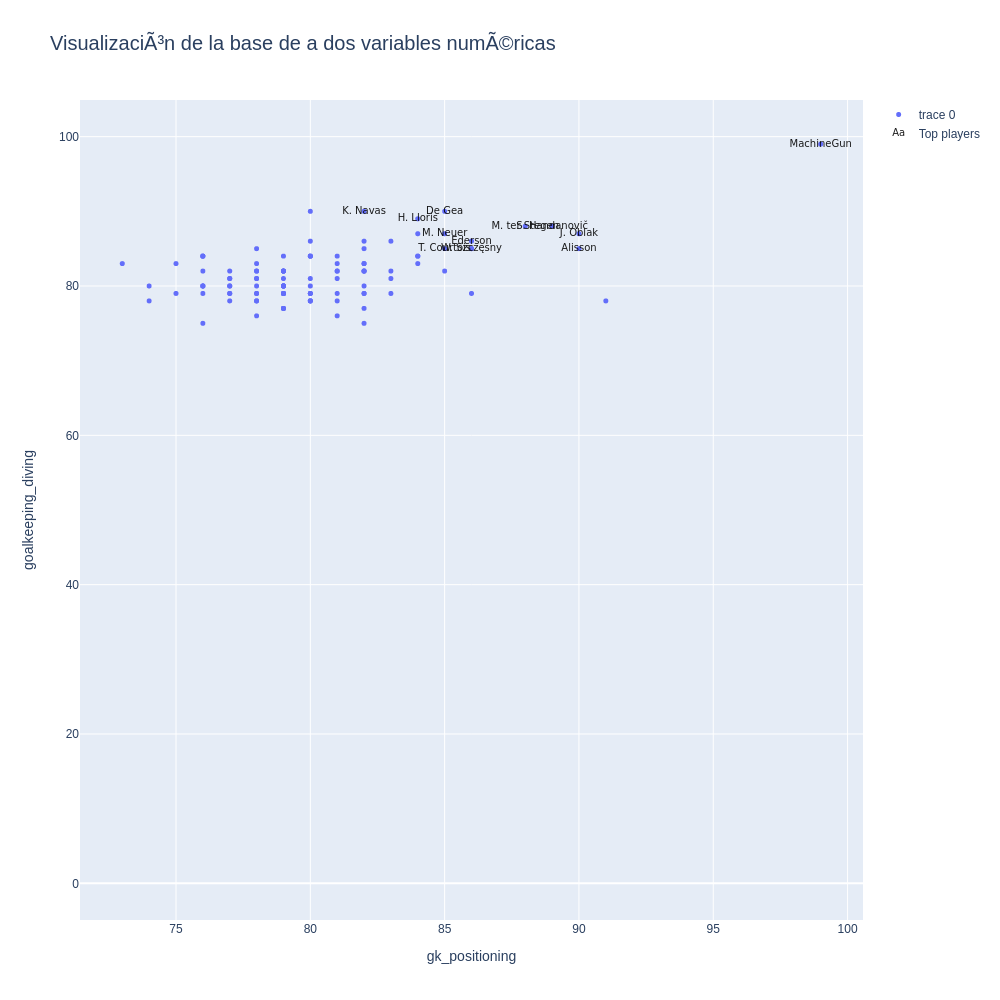 VisualizaciÃ³n de la base de a dos variables numÃ©ricas
trace 0
Aa Top players
100
80
60
40
20
0
goalkeeping_diving
MachineGun
K. Navas
De Gea
H. Lloris
M. ter Stegen
S. Handanovič
M. Neuer
J. Oblak
Ederson
T. Courtois
W. Szczęsny
Alisson
75
80
85
90
95
100
gk_positioning